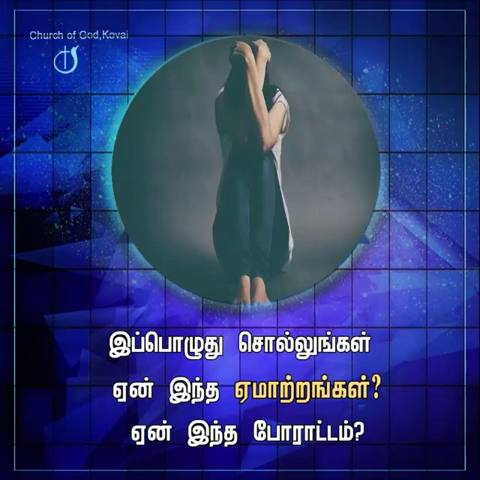 Church of God,Kovai
இப்பொழுது சொல்லுங்கள்
ஏன் இந்த ஏமாற்றங்கள்?
ஏன் இந்த போராட்டம்?